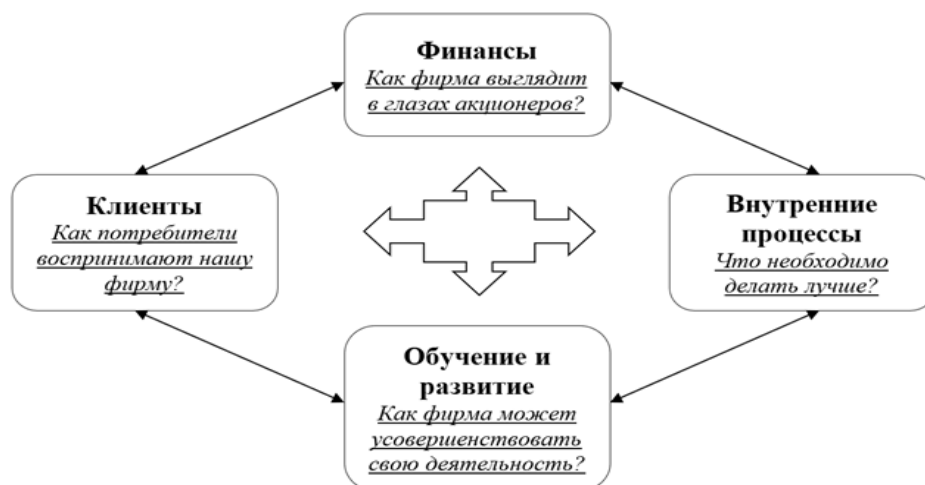 Финансы
Как фирма выглядит
в глазах акционеров?
Клиенты
Как потребители
воспринимают нашу
фирму?
Внутренние
процессы
Что необходимо
делать лучше?
Обучение и
развитие
Как фирма может
усовершенствовать
свою деятельность?